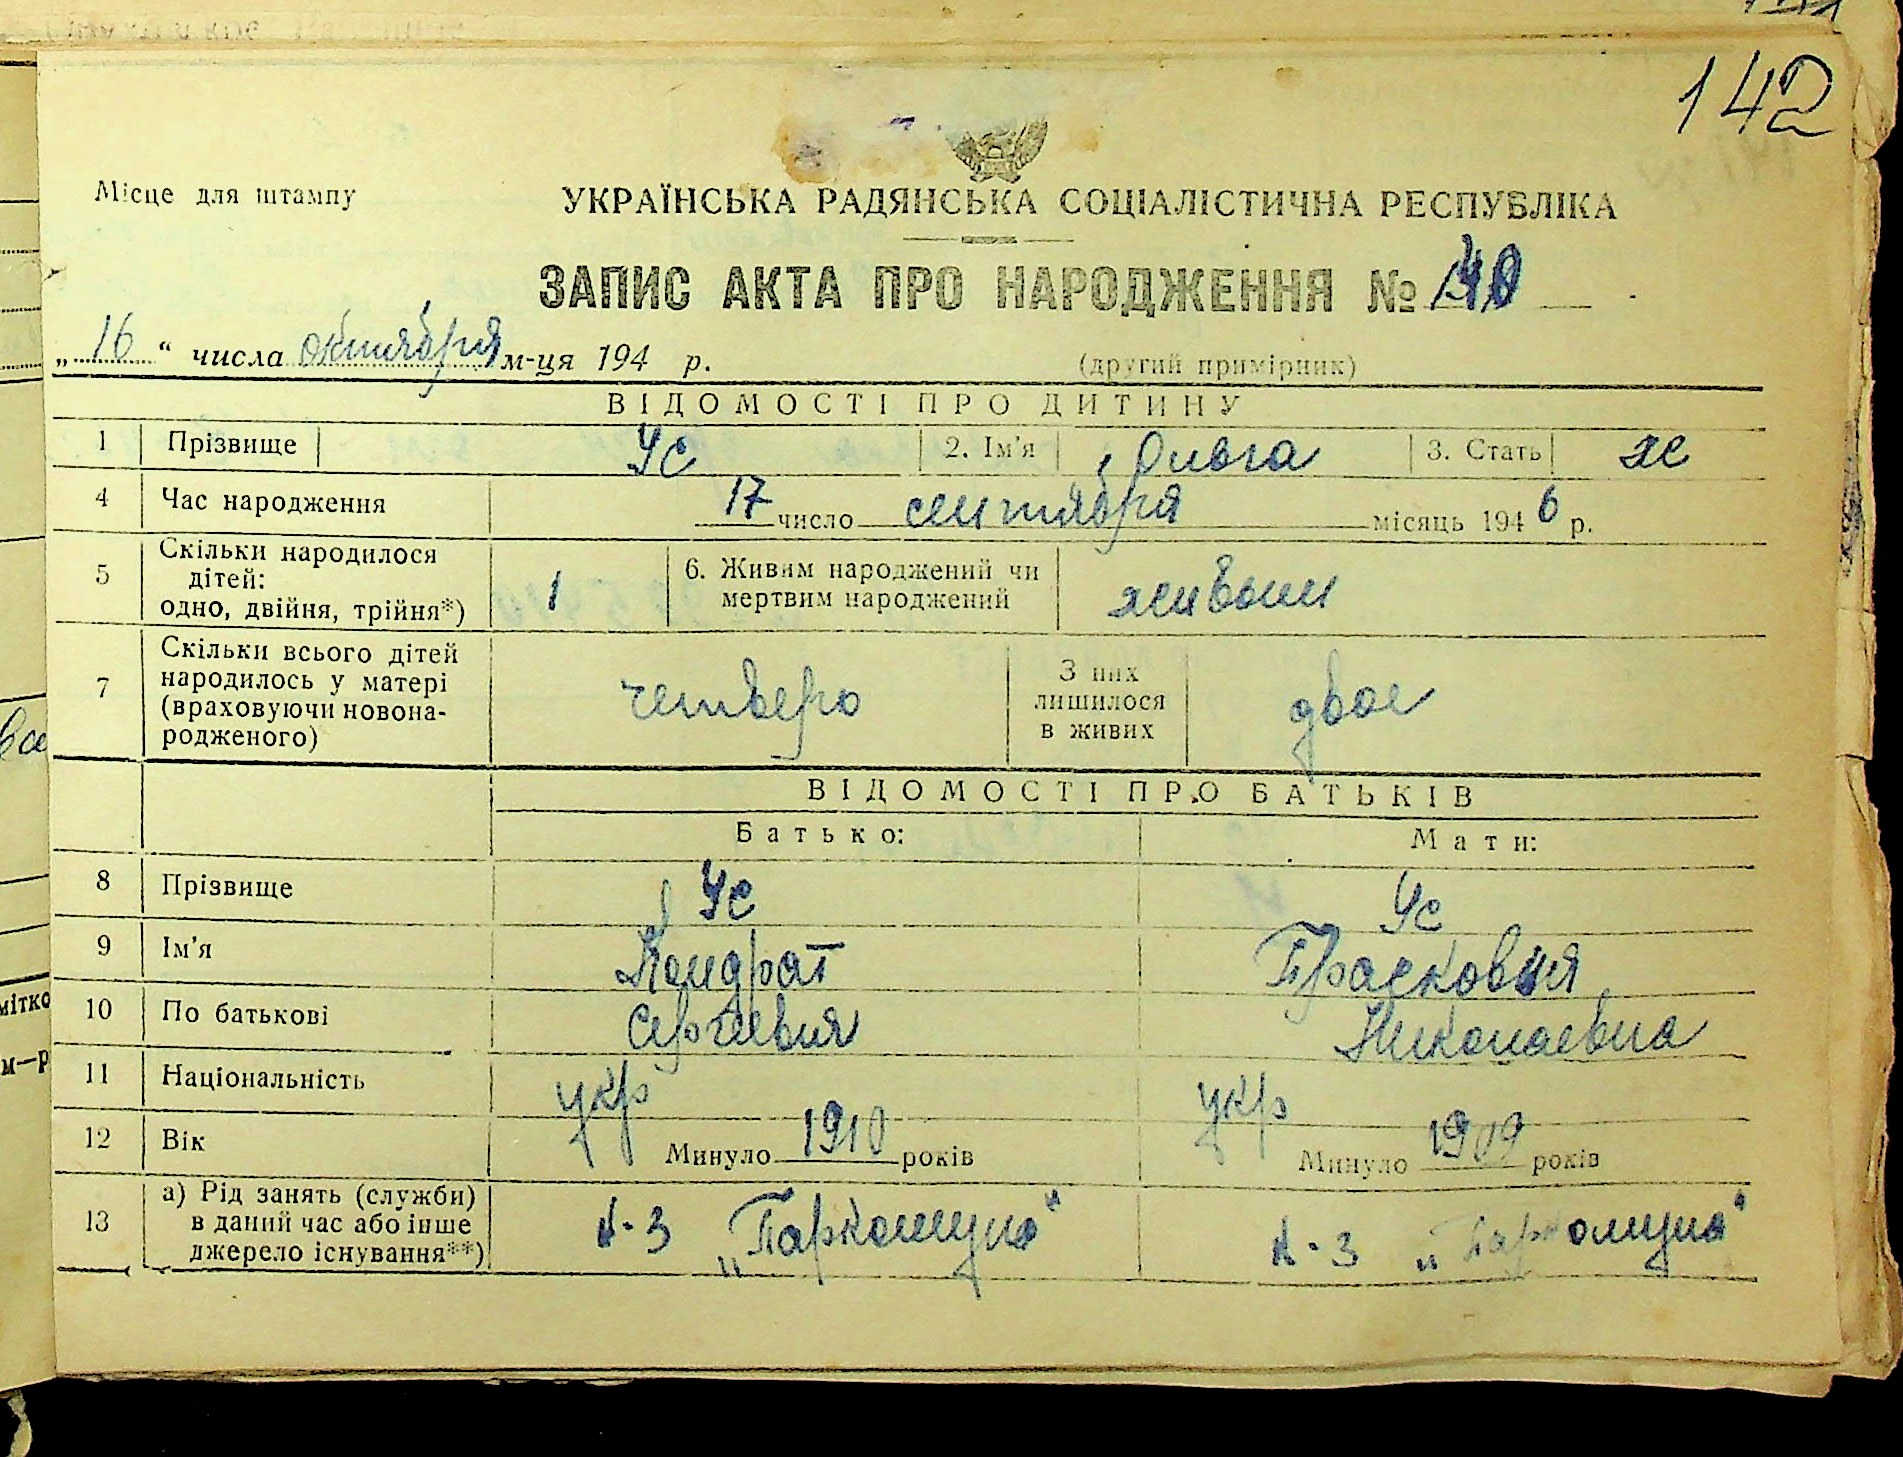 142
Місце для штампу
УКРАЇНСЬКА РАДЯНСЬКА СОЦІАЛІСТИЧНА РЕСПУБЛІКА
ЗАПИС АКТА ПРО НАРОДЖЕННЯ №
„ 16 “ числа октября м-ця 194 р. (другий примірник)
ВІДОМОСТІ ПРО ДИТИНУ
1 Прізвище Ус 2. Ім'я Ольга 3. Стать ж
4 Час народження 17 число сентября місяць 1946 р.
5 Скільки народилося дітей: одно, двійня, трійня*) 1 6. Живим народжений чи мертвим народжений живым
7 Скільки всього дітей народилось у матері (враховуючи новонародженого) четверо З них лишилося в живих двое
ВІДОМОСТІ ПРО БАТЬКІВ
Батько: Мати:
8 Прізвище Ус Ус
9 Ім'я Кондрат Прасковия
10 По батькові Сергеевич Николаевна
11 Національність укр укр
12 Вік Минуло 1910 років Минуло 1909 років
13 а) Рід занять (служби) в даний час або інше джерело існування**) к-з „Паркомуна“ к-з „Паркомуна“